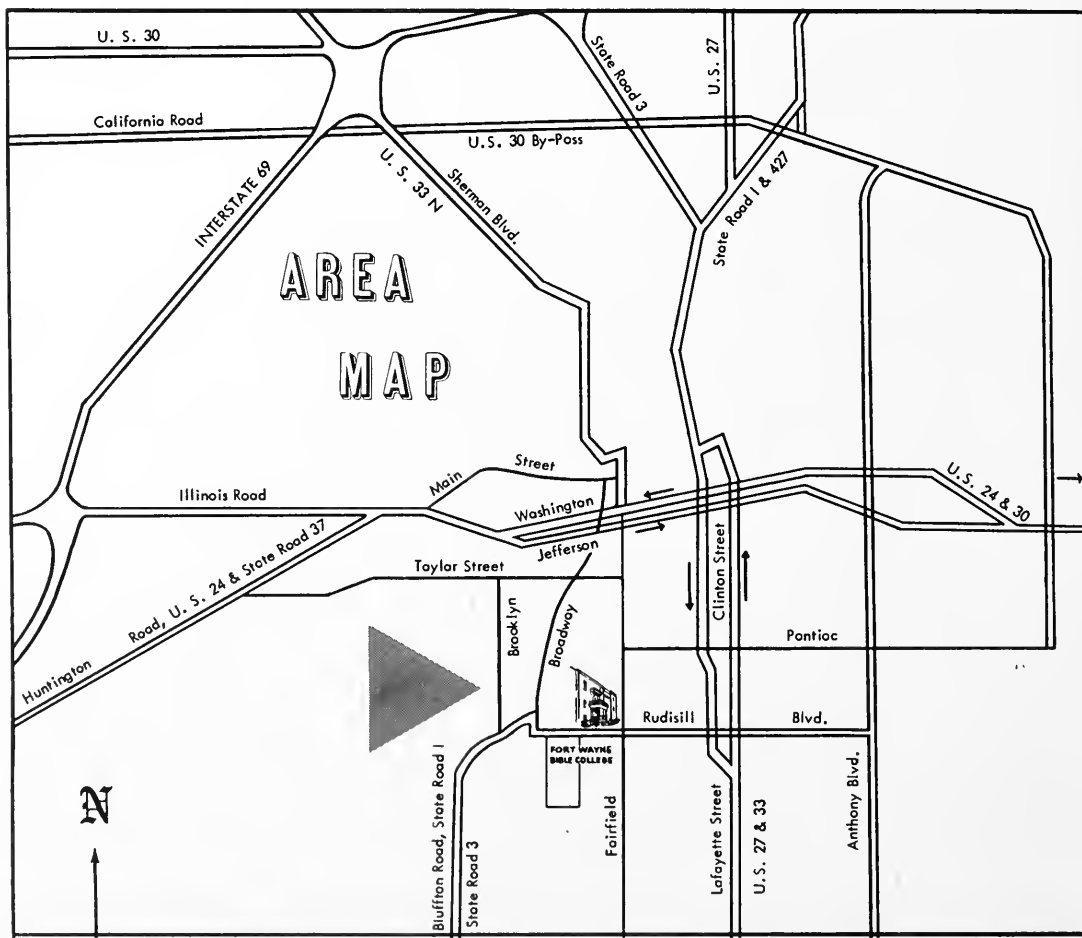 U. S. 30
State Road 3
U.S. 27
California Road
U.S. 30 By-Pass
INTERSTATE 69
U. S. 33 N
Sherman Blvd.
State Road 1 & 427
AREA
MAP
Main
Street
Illinois Road
Washington
U.S. 24 & 30
Jefferson
Taylor Street
Huntington
Road, U. S. 24 & State Road 37
Brooklyn
Broadway
Clinton Street
Pontiac
Rudisill
Blvd.
FORT WAYNE
BIBLE COLLEGE
N
Bluffton Road, State Road 1
State Road 3
Fairfield
Lafayette Street
U.S. 27 & 33
Anthony Blvd.